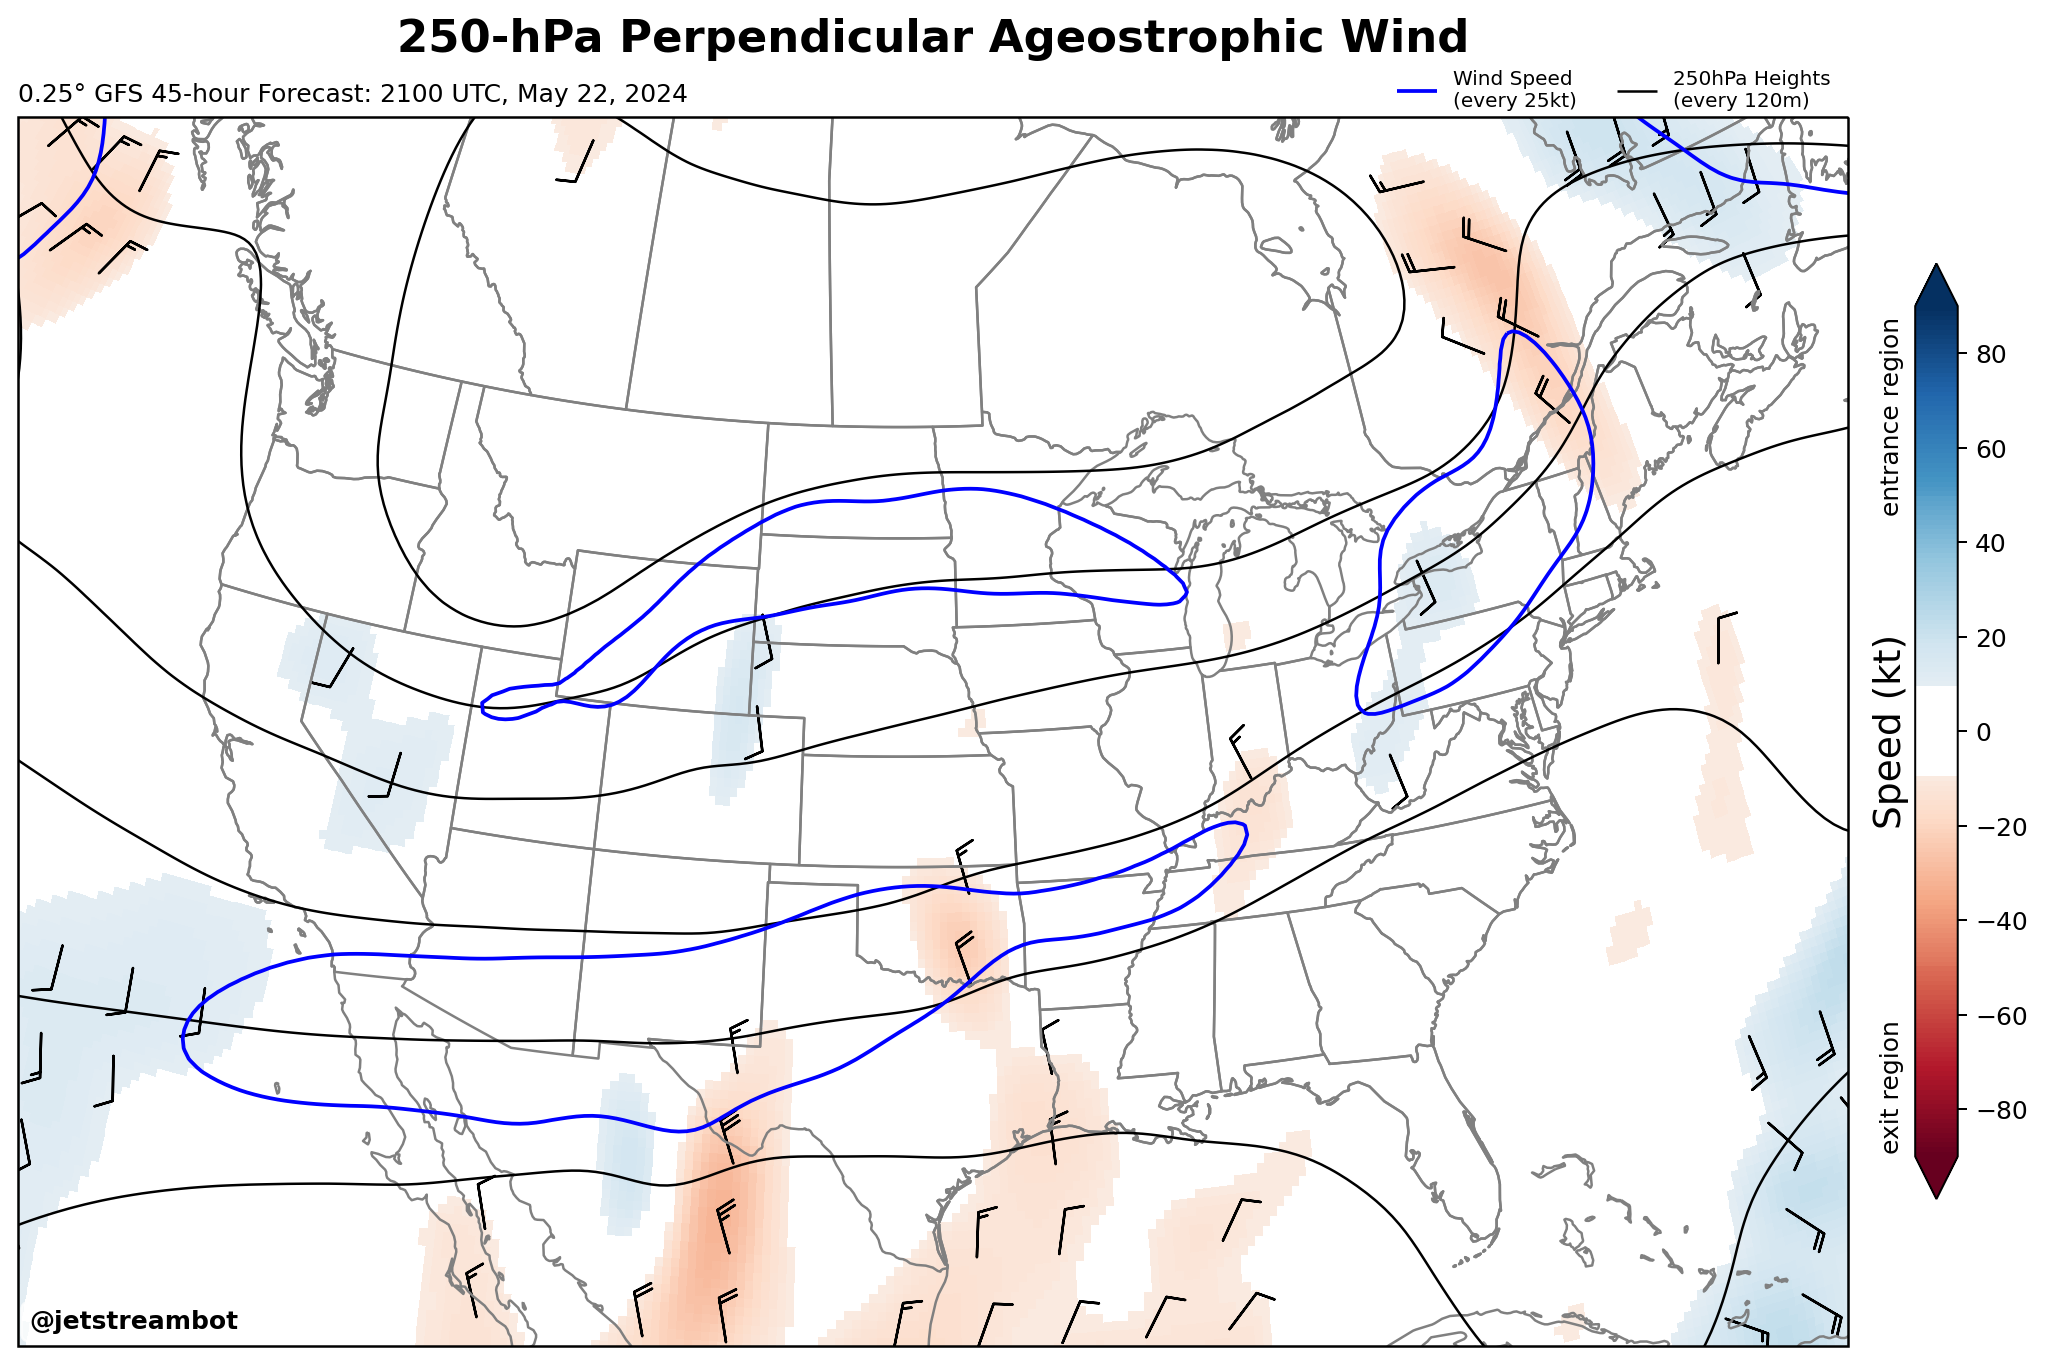 250-hPa Perpendicular Ageostrophic Wind
0.25° GFS 45-hour Forecast: 2100 UTC, May 22, 2024
Wind Speed
(every 25kt)
250hPa Heights
(every 120m)
entrance region
exit region
Speed (kt)
80
60
40
20
0
−20
−40
−60
−80
@jetstreambot